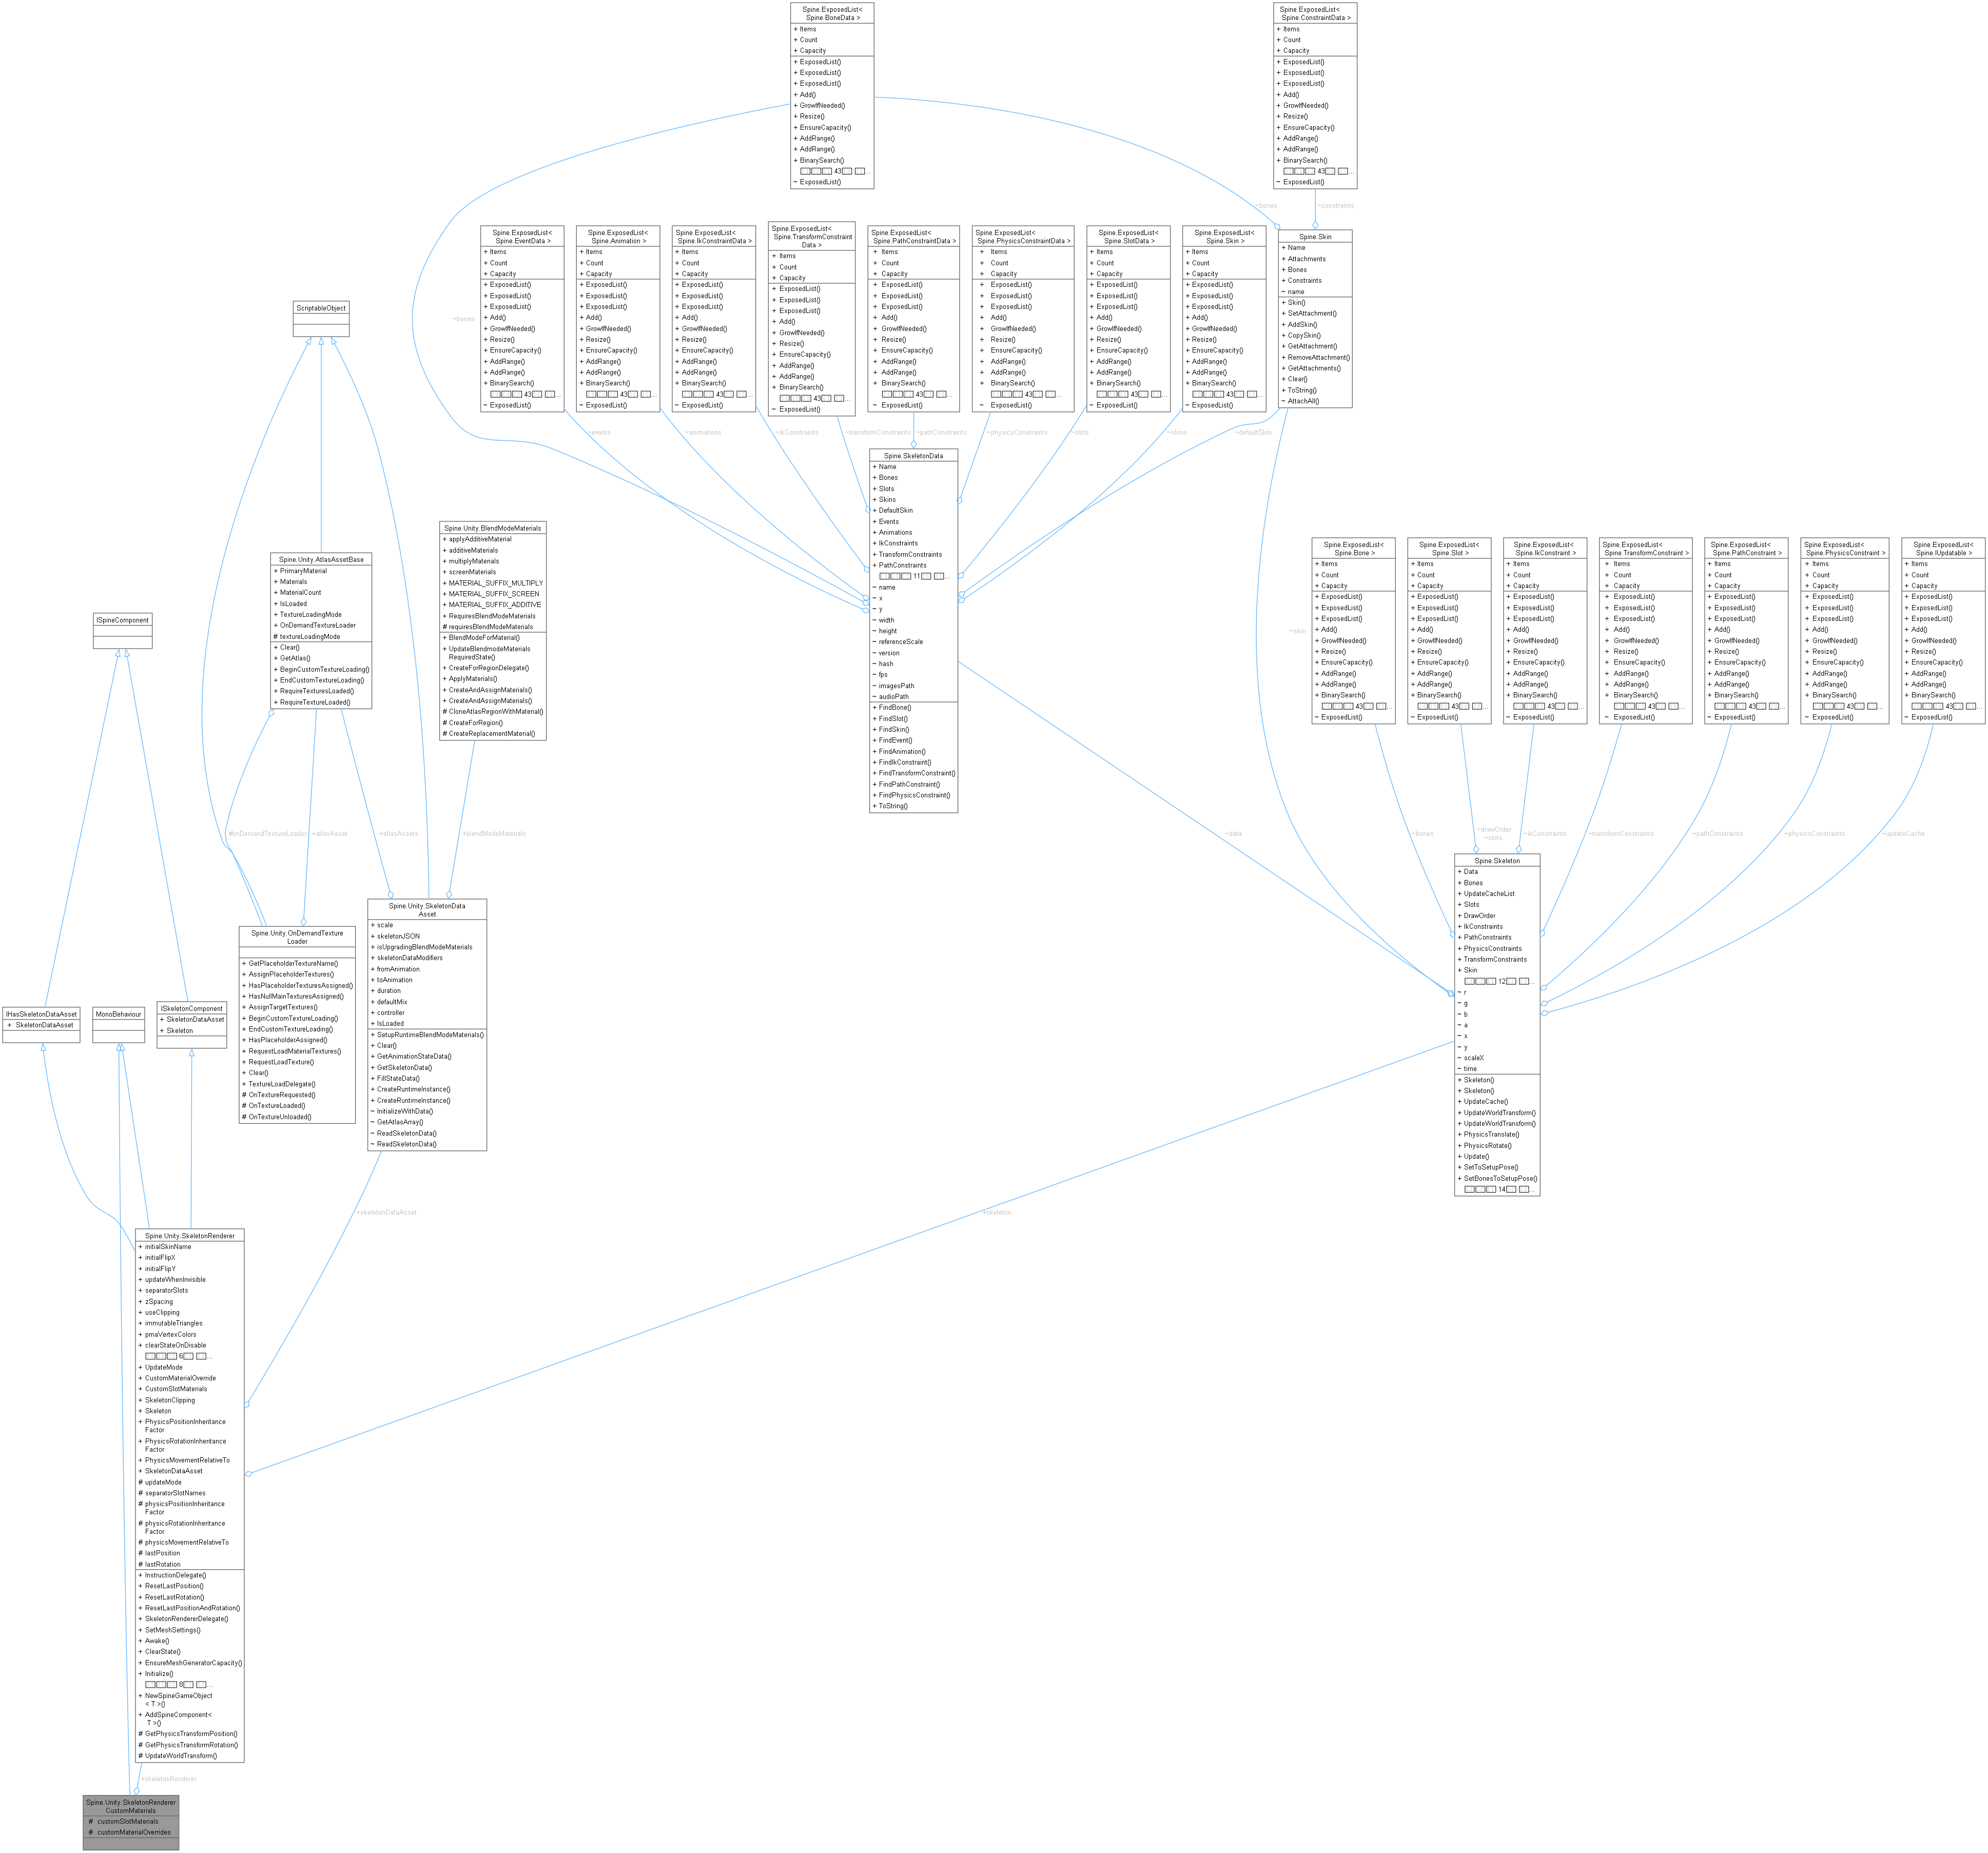 Spine.ExposedList<
Spine.BoneData >
+ Items
+ Count
+ Capacity
+ ExposedList()
+ ExposedList()
+ ExposedList()
+ Add()
+ GrowIfNeeded()
+ Resize()
+ EnsureCapacity()
+ AddRange()
+ AddRange()
+ BinarySearch()
43 ...
~ ExposedList()
Spine.ExposedList<
Spine.ConstraintData >
+ Items
+ Count
+ Capacity
+ ExposedList()
+ ExposedList()
+ ExposedList()
+ Add()
+ GrowIfNeeded()
+ Resize()
+ EnsureCapacity()
+ AddRange()
+ AddRange()
+ BinarySearch()
43 ...
~ ExposedList()
~bones
~constraints
Spine.ExposedList<
Spine.EventData >
+ Items
+ Count
+ Capacity
+ ExposedList()
+ ExposedList()
+ ExposedList()
+ Add()
+ GrowIfNeeded()
+ Resize()
+ EnsureCapacity()
+ AddRange()
+ AddRange()
+ BinarySearch()
43 ...
~ ExposedList()
Spine.ExposedList<
Spine.Animation >
+ Items
+ Count
+ Capacity
+ ExposedList()
+ ExposedList()
+ ExposedList()
+ Add()
+ GrowIfNeeded()
+ Resize()
+ EnsureCapacity()
+ AddRange()
+ AddRange()
+ BinarySearch()
43 ...
~ ExposedList()
Spine.ExposedList<
Spine.IkConstraintData >
+ Items
+ Count
+ Capacity
+ ExposedList()
+ ExposedList()
+ ExposedList()
+ Add()
+ GrowIfNeeded()
+ Resize()
+ EnsureCapacity()
+ AddRange()
+ AddRange()
+ BinarySearch()
43 ...
~ ExposedList()
Spine.ExposedList<
Spine.TransformConstraint
Data >
+ Items
+ Count
+ Capacity
+ ExposedList()
+ ExposedList()
+ ExposedList()
+ Add()
+ GrowIfNeeded()
+ Resize()
+ EnsureCapacity()
+ AddRange()
+ AddRange()
+ BinarySearch()
43 ...
~ ExposedList()
Spine.ExposedList<
Spine.PathConstraintData >
+ Items
+ Count
+ Capacity
+ ExposedList()
+ ExposedList()
+ ExposedList()
+ Add()
+ GrowIfNeeded()
+ Resize()
+ EnsureCapacity()
+ AddRange()
+ AddRange()
+ BinarySearch()
43 ...
~ ExposedList()
Spine.ExposedList<
Spine.PhysicsConstraintData >
+ Items
+ Count
+ Capacity
+ ExposedList()
+ ExposedList()
+ ExposedList()
+ Add()
+ GrowIfNeeded()
+ Resize()
+ EnsureCapacity()
+ AddRange()
+ AddRange()
+ BinarySearch()
43 ...
~ ExposedList()
Spine.ExposedList<
Spine.SlotData >
+ Items
+ Count
+ Capacity
+ ExposedList()
+ ExposedList()
+ ExposedList()
+ Add()
+ GrowIfNeeded()
+ Resize()
+ EnsureCapacity()
+ AddRange()
+ AddRange()
+ BinarySearch()
43 ...
~ ExposedList()
Spine.ExposedList<
Spine.Skin >
+ Items
+ Count
+ Capacity
+ ExposedList()
+ ExposedList()
+ ExposedList()
+ Add()
+ GrowIfNeeded()
+ Resize()
+ EnsureCapacity()
+ AddRange()
+ AddRange()
+ BinarySearch()
43 ...
~ ExposedList()
Spine.Skin
+ Name
+ Attachments
+ Bones
+ Constraints
~ name
+ Skin()
+ SetAttachment()
+ AddSkin()
+ CopySkin()
+ GetAttachment()
+ RemoveAttachment()
+ GetAttachments()
+ Clear()
+ ToString()
~ AttachAll()
ScriptableObject
~bones
~events
~animations
~ikConstraints
~transformConstraints
~pathConstraints
~physicsConstraints
~slots
~skins
~defaultSkin
Spine.SkeletonData
+ Name
+ Bones
+ Slots
+ Skins
+ DefaultSkin
+ Events
+ Animations
+ IkConstraints
+ TransformConstraints
+ PathConstraints
11 ...
~ name
~ x
~ y
~ width
~ height
~ referenceScale
~ version
~ hash
~ fps
~ imagesPath
~ audioPath
+ FindBone()
+ FindSlot()
+ FindSkin()
+ FindEvent()
+ FindAnimation()
+ FindIkConstraint()
+ FindTransformConstraint()
+ FindPathConstraint()
+ FindPhysicsConstraint()
+ ToString()
Spine.Unity.BlendModeMaterials
+ applyAdditiveMaterial
+ additiveMaterials
+ multiplyMaterials
+ screenMaterials
+ MATERIAL_SUFFIX_MULTIPLY
+ MATERIAL_SUFFIX_SCREEN
+ MATERIAL_SUFFIX_ADDITIVE
+ RequiresBlendModeMaterials
# requiresBlendModeMaterials
+ BlendModeForMaterial()
+ UpdateBlendmodeMaterials
RequiredState()
+ CreateForRegionDelegate()
+ ApplyMaterials()
+ CreateAndAssignMaterials()
+ CreateAndAssignMaterials()
# CloneAtlasRegionWithMaterial()
# CreateForRegion()
# CreateReplacementMaterial()
Spine.Unity.AtlasAssetBase
+ PrimaryMaterial
+ Materials
+ MaterialCount
+ IsLoaded
+ TextureLoadingMode
+ OnDemandTextureLoader
# textureLoadingMode
+ Clear()
+ GetAtlas()
+ BeginCustomTextureLoading()
+ EndCustomTextureLoading()
+ RequireTexturesLoaded()
+ RequireTextureLoaded()
ISpineComponent
Spine.ExposedList<
Spine.Bone >
+ Items
+ Count
+ Capacity
+ ExposedList()
+ ExposedList()
+ ExposedList()
+ Add()
+ GrowIfNeeded()
+ Resize()
+ EnsureCapacity()
+ AddRange()
+ AddRange()
+ BinarySearch()
43 ...
~ ExposedList()
Spine.ExposedList<
Spine.Slot >
+ Items
+ Count
+ Capacity
+ ExposedList()
+ ExposedList()
+ ExposedList()
+ Add()
+ GrowIfNeeded()
+ Resize()
+ EnsureCapacity()
+ AddRange()
+ AddRange()
+ BinarySearch()
43 ...
~ ExposedList()
Spine.ExposedList<
Spine.IkConstraint >
+ Items
+ Count
+ Capacity
+ ExposedList()
+ ExposedList()
+ ExposedList()
+ Add()
+ GrowIfNeeded()
+ Resize()
+ EnsureCapacity()
+ AddRange()
+ AddRange()
+ BinarySearch()
43 ...
~ ExposedList()
Spine.ExposedList<
Spine.TransformConstraint >
+ Items
+ Count
+ Capacity
+ ExposedList()
+ ExposedList()
+ ExposedList()
+ Add()
+ GrowIfNeeded()
+ Resize()
+ EnsureCapacity()
+ AddRange()
+ AddRange()
+ BinarySearch()
43 ...
~ ExposedList()
Spine.ExposedList<
Spine.PathConstraint >
+ Items
+ Count
+ Capacity
+ ExposedList()
+ ExposedList()
+ ExposedList()
+ Add()
+ GrowIfNeeded()
+ Resize()
+ EnsureCapacity()
+ AddRange()
+ AddRange()
+ BinarySearch()
43 ...
~ ExposedList()
Spine.ExposedList<
Spine.PhysicsConstraint >
+ Items
+ Count
+ Capacity
+ ExposedList()
+ ExposedList()
+ ExposedList()
+ Add()
+ GrowIfNeeded()
+ Resize()
+ EnsureCapacity()
+ AddRange()
+ AddRange()
+ BinarySearch()
43 ...
~ ExposedList()
Spine.ExposedList<
Spine.IUpdatable >
+ Items
+ Count
+ Capacity
+ ExposedList()
+ ExposedList()
+ ExposedList()
+ Add()
+ GrowIfNeeded()
+ Resize()
+ EnsureCapacity()
+ AddRange()
+ AddRange()
+ BinarySearch()
43 ...
~ ExposedList()
~skin
#onDemandTextureLoader
+atlasAsset
+atlasAssets
+blendModeMaterials
~data
~bones
~drawOrder
~slots
~ikConstraints
~transformConstraints
~pathConstraints
~physicsConstraints
~updateCache
Spine.Skeleton
+ Data
+ Bones
+ UpdateCacheList
+ Slots
+ DrawOrder
+ IkConstraints
+ PathConstraints
+ PhysicsConstraints
+ TransformConstraints
+ Skin
12 ...
~ r
~ g
~ b
~ a
~ x
~ y
~ scaleX
~ time
+ Skeleton()
+ Skeleton()
+ UpdateCache()
+ UpdateWorldTransform()
+ UpdateWorldTransform()
+ PhysicsTranslate()
+ PhysicsRotate()
+ Update()
+ SetToSetupPose()
+ SetBonesToSetupPose()
14 ...
Spine.Unity.SkeletonData
Asset
+ scale
+ skeletonJSON
+ isUpgradingBlendModeMaterials
+ skeletonDataModifiers
+ fromAnimation
+ toAnimation
+ duration
+ defaultMix
+ controller
+ IsLoaded
+ SetupRuntimeBlendModeMaterials()
+ Clear()
+ GetAnimationStateData()
+ GetSkeletonData()
+ FillStateData()
+ CreateRuntimeInstance()
+ CreateRuntimeInstance()
~ InitializeWithData()
~ GetAtlasArray()
~ ReadSkeletonData()
~ ReadSkeletonData()
Spine.Unity.OnDemandTexture
Loader
+ GetPlaceholderTextureName()
+ AssignPlaceholderTextures()
+ HasPlaceholderTexturesAssigned()
+ HasNullMainTexturesAssigned()
+ AssignTargetTextures()
+ BeginCustomTextureLoading()
+ EndCustomTextureLoading()
+ HasPlaceholderAssigned()
+ RequestLoadMaterialTextures()
+ RequestLoadTexture()
+ Clear()
+ TextureLoadDelegate()
# OnTextureRequested()
# OnTextureLoaded()
# OnTextureUnloaded()
IHasSkeletonDataAsset
+ SkeletonDataAsset
MonoBehaviour
ISkeletonComponent
+ SkeletonDataAsset
+ Skeleton
+skeletonDataAsset
+skeleton
Spine.Unity.SkeletonRenderer
+ initialSkinName
+ initialFlipX
+ initialFlipY
+ updateWhenInvisible
+ separatorSlots
+ zSpacing
+ useClipping
+ immutableTriangles
+ pmaVertexColors
+ clearStateOnDisable
6 ...
+ UpdateMode
+ CustomMaterialOverride
+ CustomSlotMaterials
+ SkeletonClipping
+ Skeleton
+ PhysicsPositionInheritance
Factor
+ PhysicsRotationInheritance
Factor
+ PhysicsMovementRelativeTo
+ SkeletonDataAsset
# updateMode
# separatorSlotNames
# physicsPositionInheritance
Factor
# physicsRotationInheritance
Factor
# physicsMovementRelativeTo
# lastPosition
# lastRotation
+ InstructionDelegate()
+ ResetLastPosition()
+ ResetLastRotation()
+ ResetLastPositionAndRotation()
+ SkeletonRendererDelegate()
+ SetMeshSettings()
+ Awake()
+ ClearState()
+ EnsureMeshGeneratorCapacity()
+ Initialize()
8 ...
+ NewSpineGameObject
< T >()
+ AddSpineComponent<
T >()
# GetPhysicsTransformPosition()
# GetPhysicsTransformRotation()
# UpdateWorldTransform()
+skeletonRenderer
Spine.Unity.SkeletonRenderer
CustomMaterials
# customSlotMaterials
# customMaterialOverrides